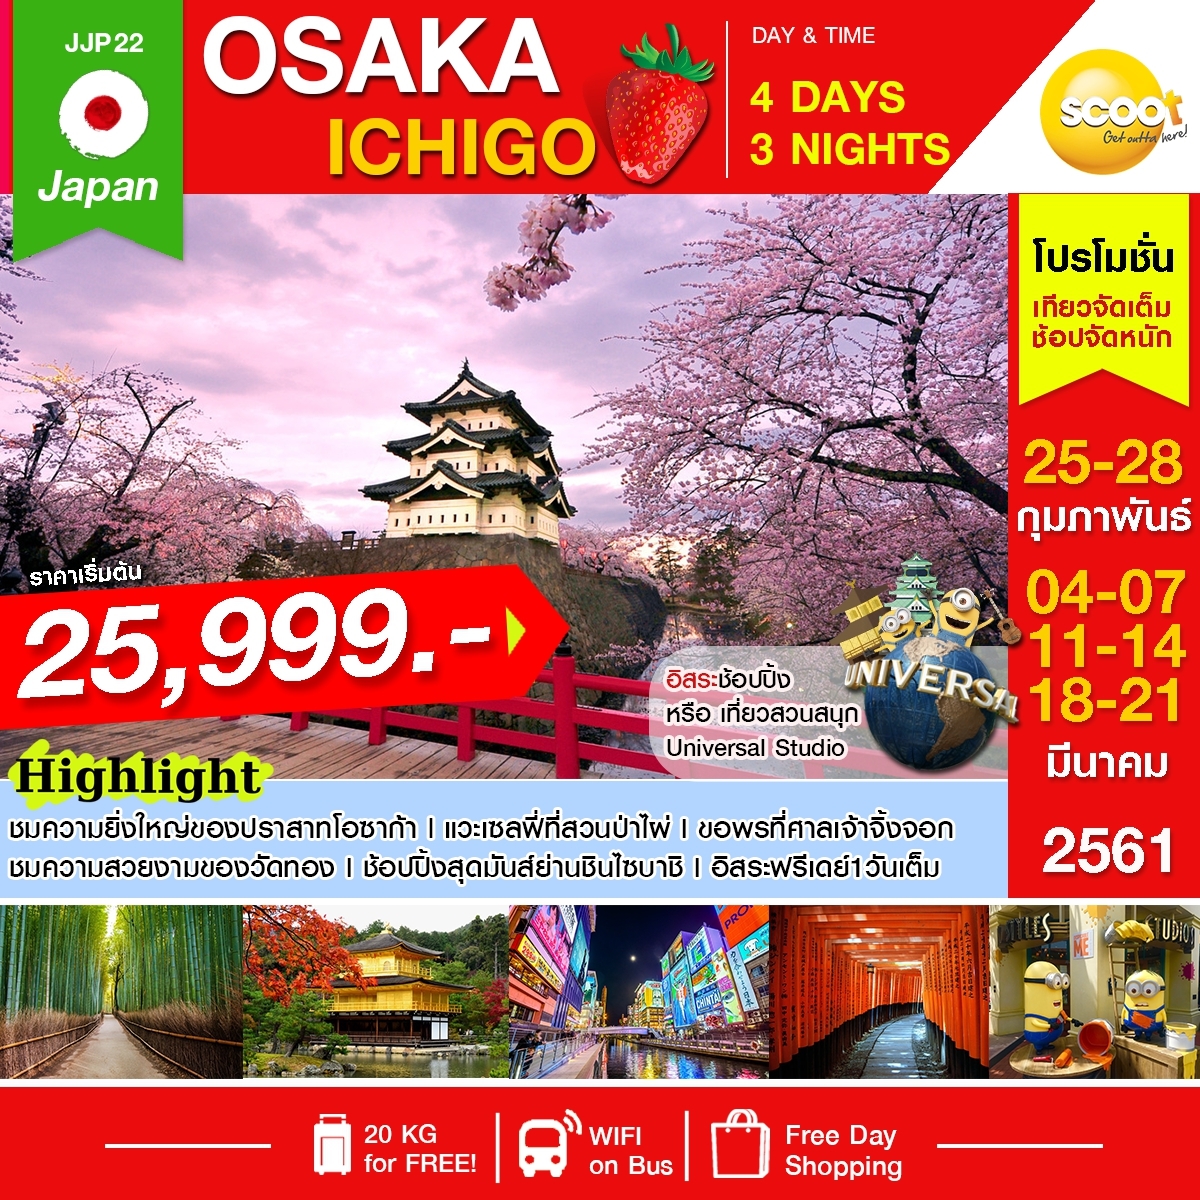 JJP22
Japan
OSAKA
ICHIGO
DAY & TIME
4 DAYS
3 NIGHTS
scoot
Get outta here!
โปรโมชั่น
เที่ยวจัดเต็ม
ช้อปจัดหนัก
25-28
กุมภาพันธ์
04-07
11-14
18-21
มีนาคม
2561
ราคาเริ่มต้น
25,999.-
อิสระช้อปปิ้ง
หรือ เที่ยวสวนสนุก
Universal Studio
UNIVERSAL
Highlight
ชมความยิ่งใหญ่ของปราสาทโอซาก้า | แวะเซลฟี่ที่สวนป่าไผ่ | ขอพรที่ศาลเจ้าจิ้งจอก
ชมความสวยงามของวัดทอง | ช้อปปิ้งสุดมันส์ย่านชินไซบาชิ | อิสระฟรีเดย์1วันเต็ม
20 KG
for FREE!
WIFI
on Bus
Free Day
Shopping